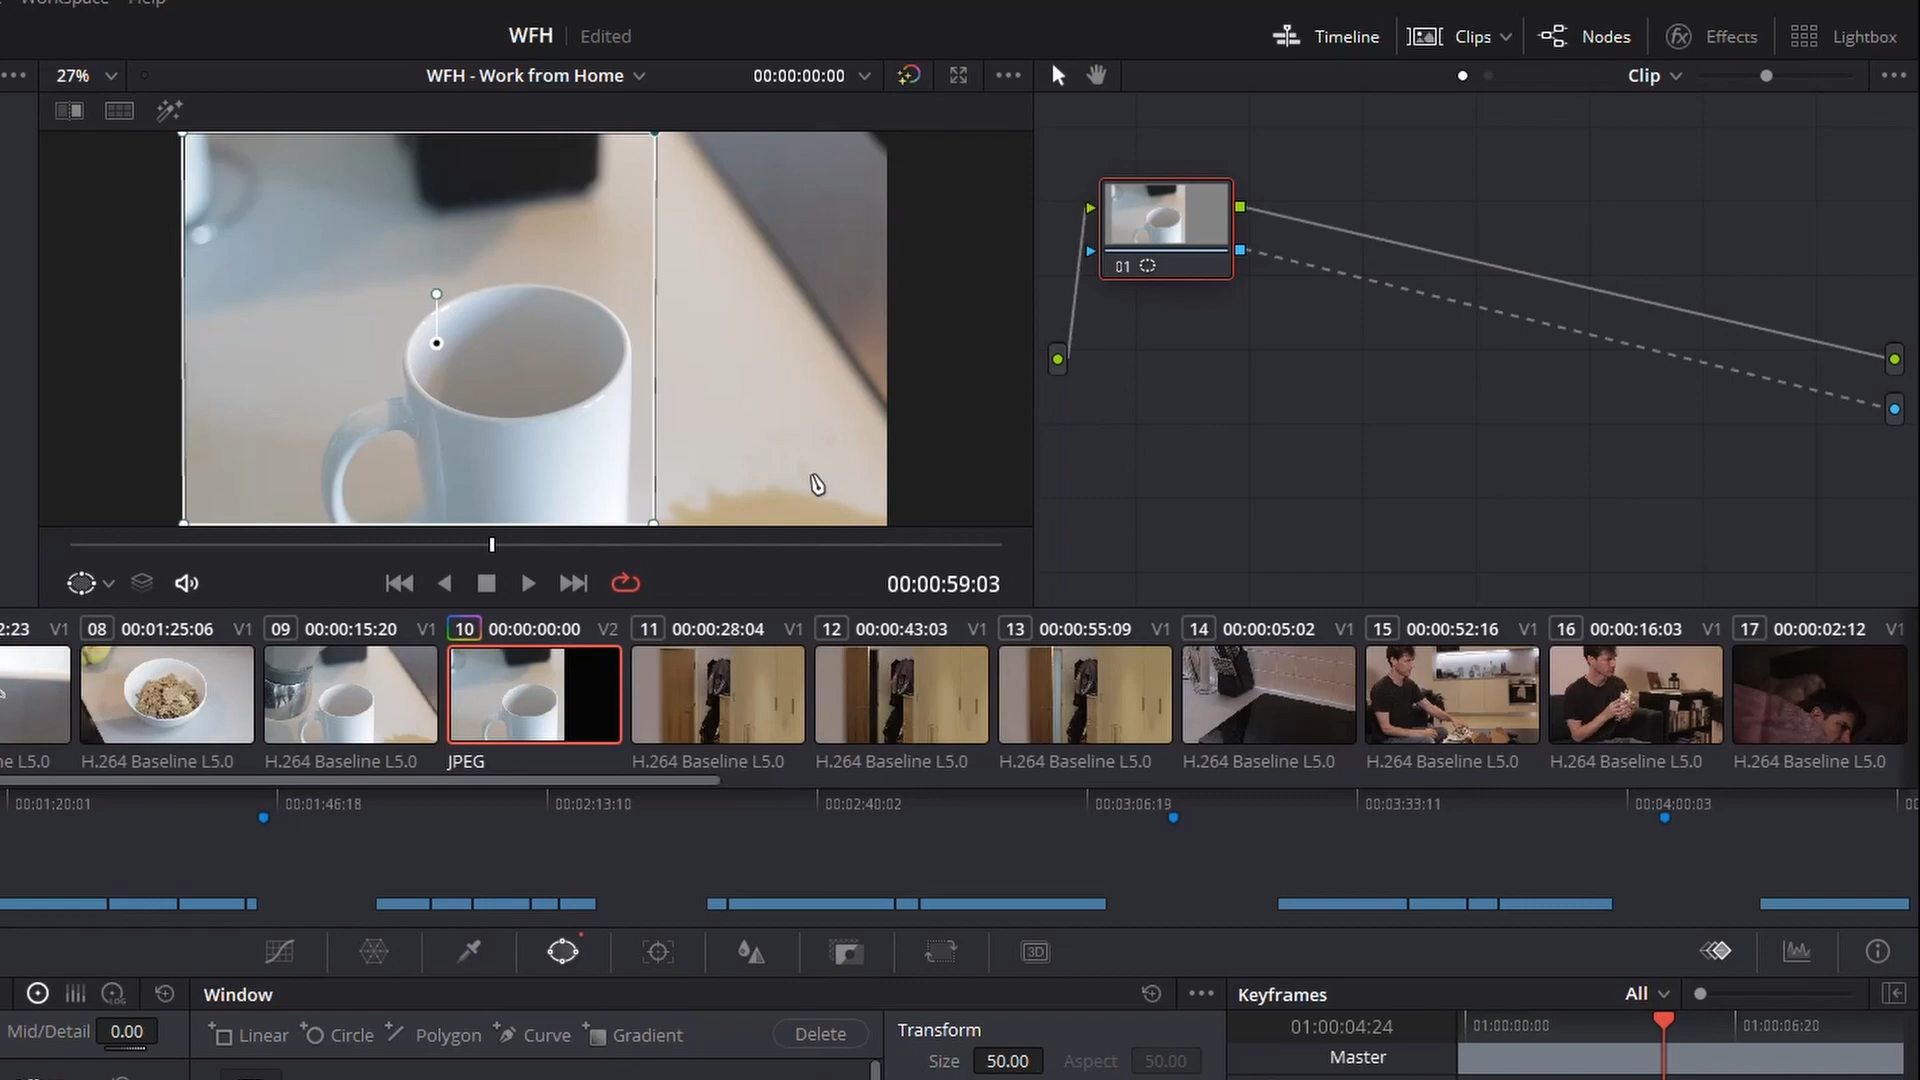 Workspace Help
WFH Edited
Timeline Clips Nodes Effects Lightbox
27% WFH - Work from Home 00:00:00:00 Clip
01
00:00:59:03
2:23 V1 08 00:01:25:06 V1 09 00:00:15:20 V1 10 00:00:00:00 V2 11 00:00:28:04 V1 12 00:00:43:03 V1 13 00:00:55:09 V1 14 00:00:05:02 V1 15 00:00:52:16 V1 16 00:00:16:03 V1 17 00:00:02:12 V1
ne L5.0 H.264 Baseline L5.0 H.264 Baseline L5.0 JPEG H.264 Baseline L5.0 H.264 Baseline L5.0 H.264 Baseline L5.0 H.264 Baseline L5.0 H.264 Baseline L5.0 H.264 Baseline L5.0 H.264 Baseline L5.0
00:01:20:01 00:01:46:18 00:02:13:10 00:02:40:02 00:03:06:19 00:03:33:11 00:04:00:03
3D
LOG Window Keyframes All
Mid/Detail 0.00 Linear Circle Polygon Curve Gradient Delete Transform 01:00:04:24 01:00:00:00 01:00:06:20
Size 50.00 Aspect 50.00 Master